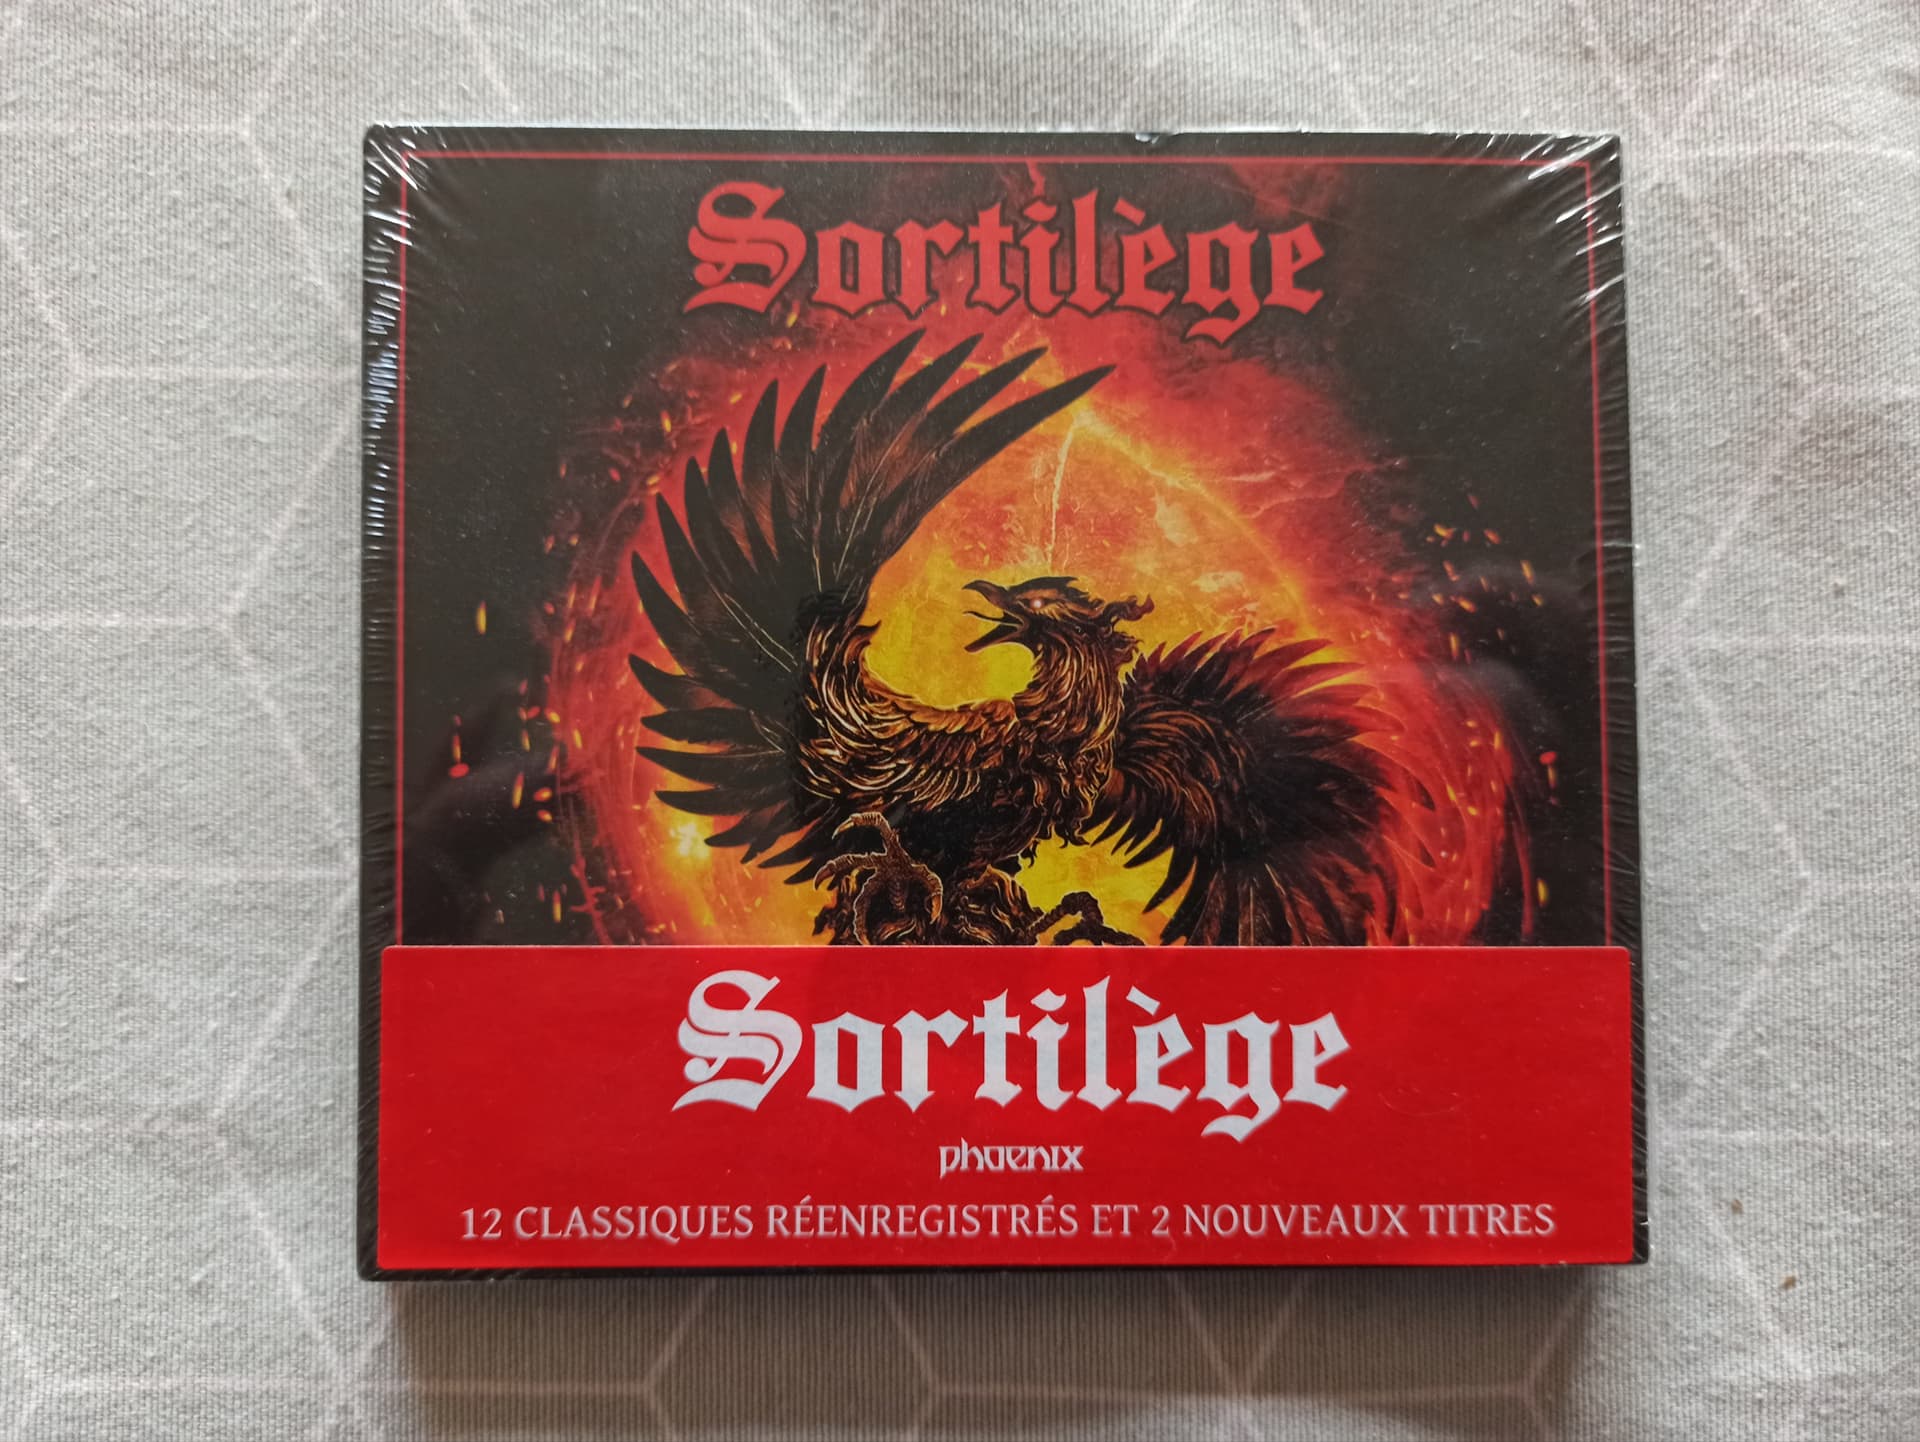 Sortilège
Sortilège
phoenix
12 CLASSIQUES RÉENREGISTRÉS ET 2 NOUVEAUX TITRES